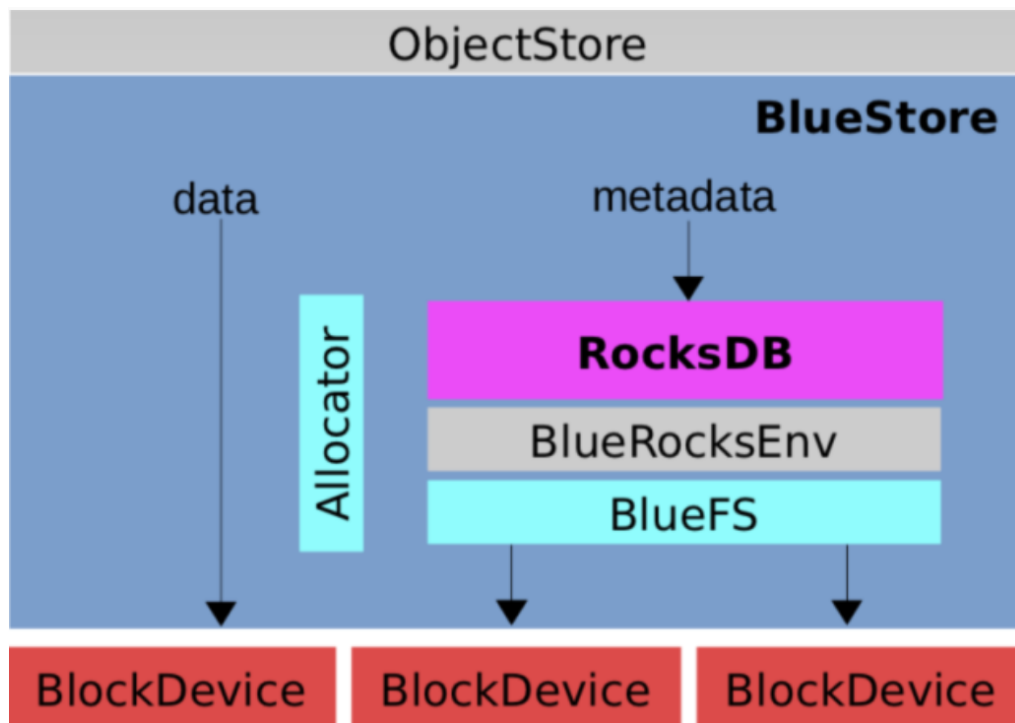 ObjectStore
BlueStore
data
metadata
Allocator
RocksDB
BlueRocksEnv
BlueFS
BlockDevice
BlockDevice
BlockDevice